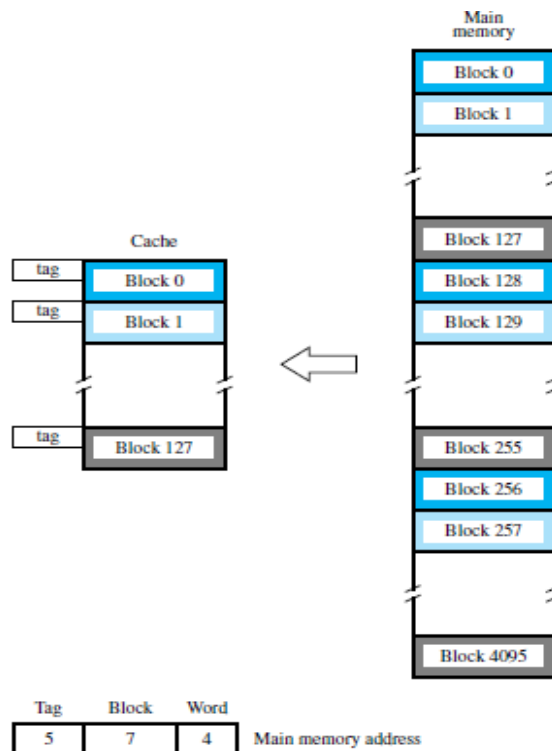 Main
memory
Block 0
Block 1
Block 127
Block 128
Block 129
Block 255
Block 256
Block 257
Block 4095
Cache
tag
Block 0
tag
Block 1
tag
Block 127
Tag Block Word
5 7 4 Main memory address